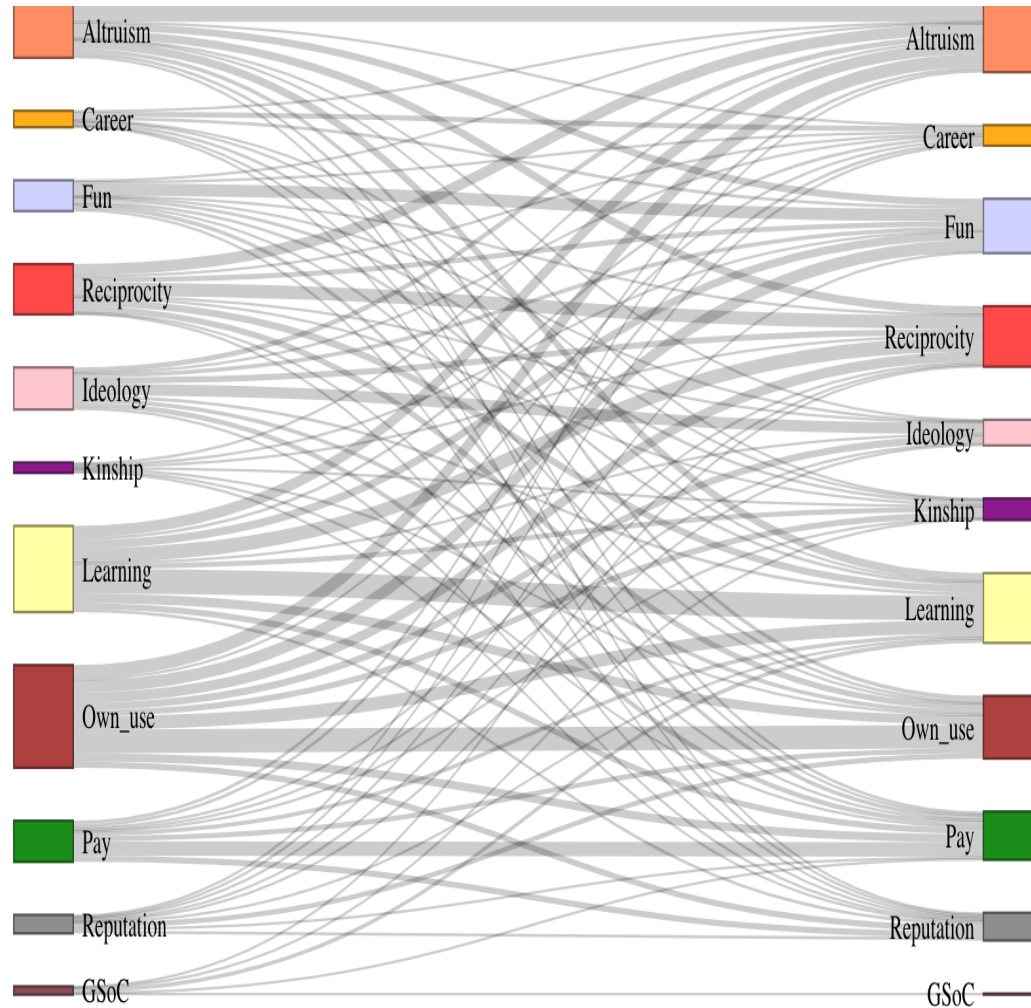 Altruism
Career
Fun
Reciprocity
Ideology
Kinship
Learning
Own_use
Pay
Reputation
GSoC
Altruism
Career
Fun
Reciprocity
Ideology
Kinship
Learning
Own_use
Pay
Reputation
GSoC